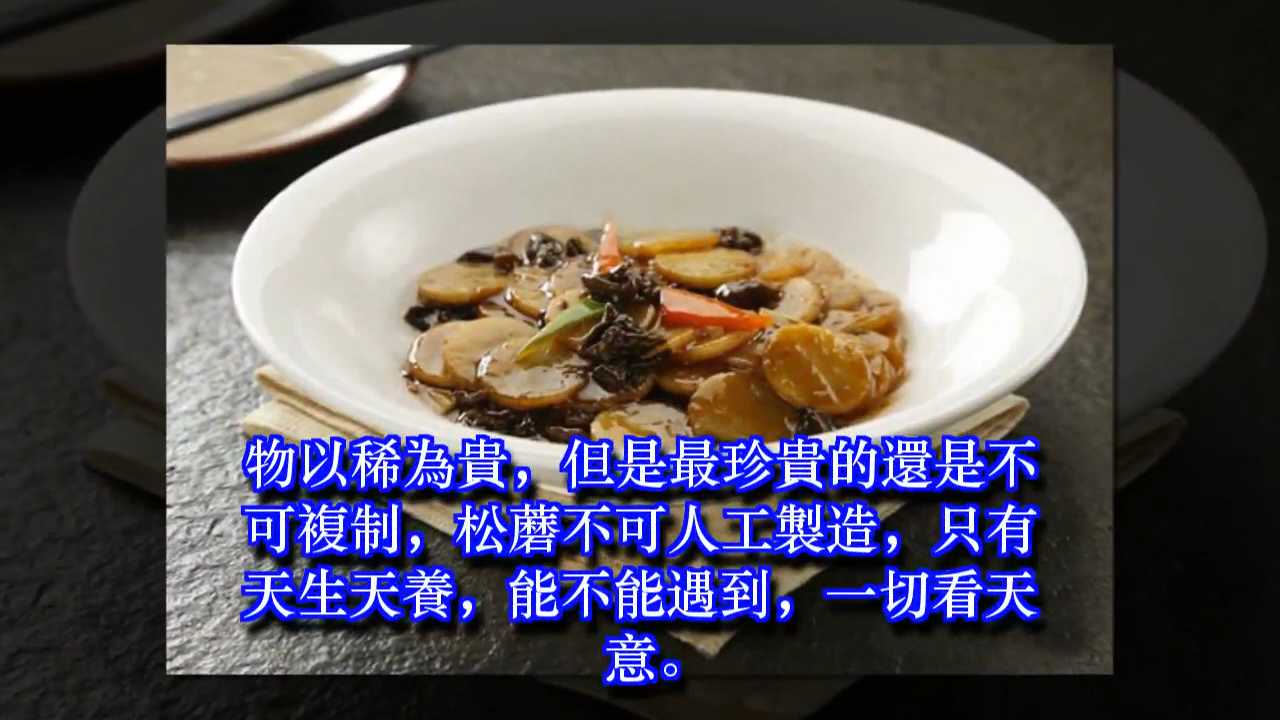 物以稀為貴，但是最珍貴的還是不
可複制，松蘑不可人工製造，只有
天生天養，能不能遇到，一切看天
意。